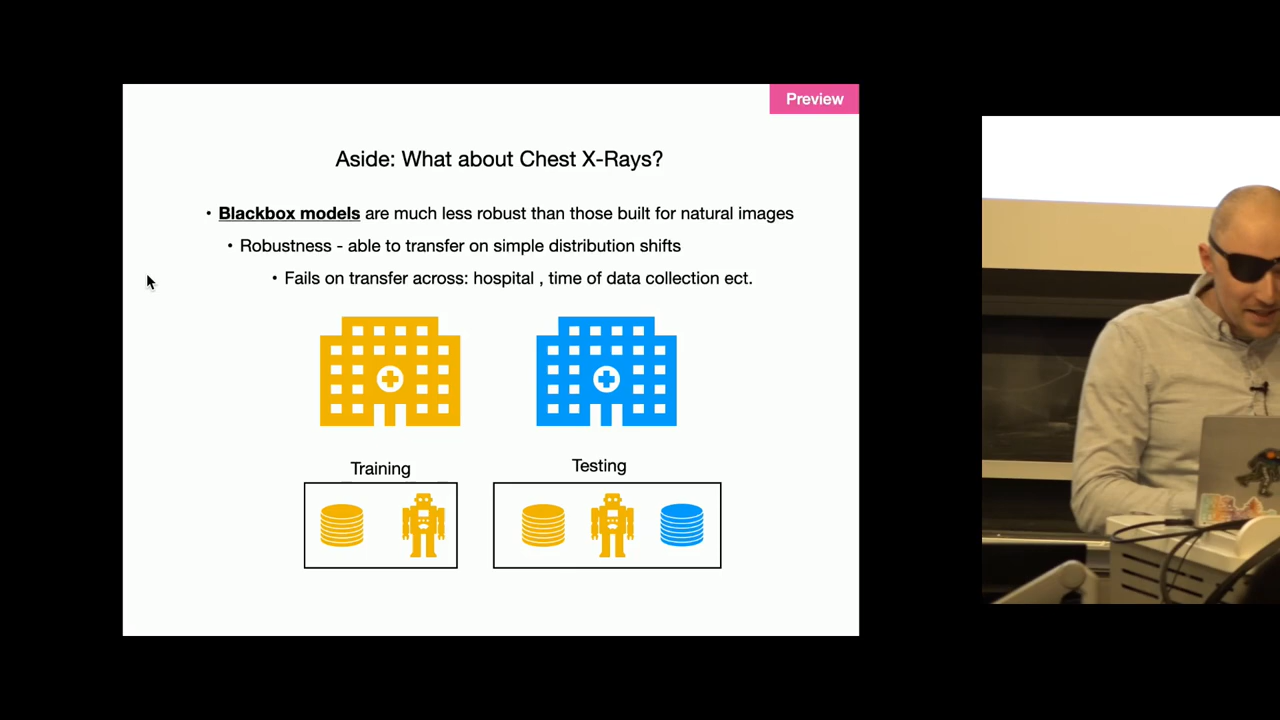 Preview
Aside: What about Chest X-Rays?
• Blackbox models are much less robust than those built for natural images
• Robustness - able to transfer on simple distribution shifts
• Fails on transfer across: hospital , time of data collection ect.
Training
Testing